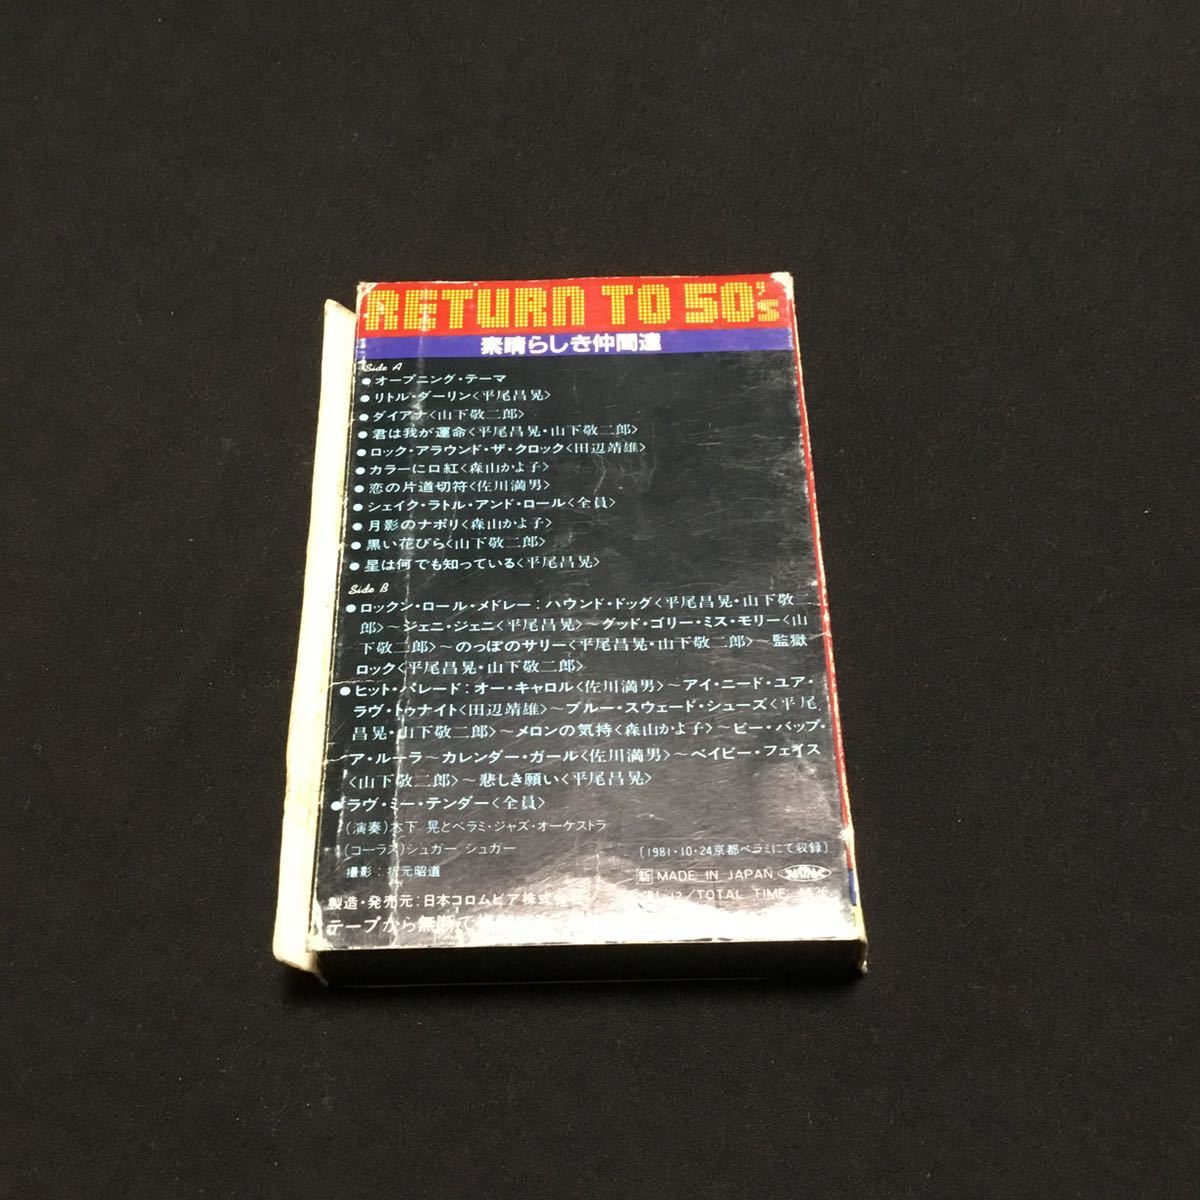 RETURN TO 50's
素晴らしき仲間達
Side A
●オープニング・テーマ
●リトル・ダーリン〈平尾昌晃〉
●ダイアナ〈山下敬二郎〉
●君は我が運命〈平尾昌晃・山下敬二郎〉
●ロック・アラウンド・ザ・クロック〈田辺靖雄〉
●カラーに口紅〈森山かよ子〉
●恋の片道切符〈佐川満男〉
●シェイク・ラトル・アンド・ロール〈全員〉
●月影のナポリ〈森山かよ子〉
●黒い花びら〈山下敬二郎〉
●星は何でも知っている〈平尾昌晃〉
Side B
●ロックン・ロール・メドレー：ハウンド・ドッグ〈平尾昌晃・山下敬二
郎〉～ジェニ・ジェニ〈平尾昌晃〉～グッド・ゴリー・ミス・モリー〈山
下敬二郎〉～のっぽのサリー〈平尾昌晃・山下敬二郎〉～監獄
ロック〈平尾昌晃・山下敬二郎〉
●ヒット・パレード：オー・キャロル〈佐川満男〉～アイ・ニード・ユア・
ラヴ・トゥナイト〈田辺靖雄〉～ブルー・スウェード・シューズ〈平尾
昌晃・山下敬二郎〉～メロンの気持〈森山かよ子〉～ビー・バップ・
ア・ルーラ～カレンダー・ガール〈佐川満男〉～ベイビー・フェイス
〈山下敬二郎〉～悲しき願い〈平尾昌晃〉
●ラヴ・ミー・テンダー〈全員〉
(演奏)木下 晃とベラミ・ジャズ・オーケストラ
(コーラス)シュガー シュガー
〔1981・10・24京都ベラミにて収録〕
撮影：折元昭道
新 MADE IN JAPAN
製造・発売元：日本コロムビア株式会社
/TOTAL TIME
テープから無断で